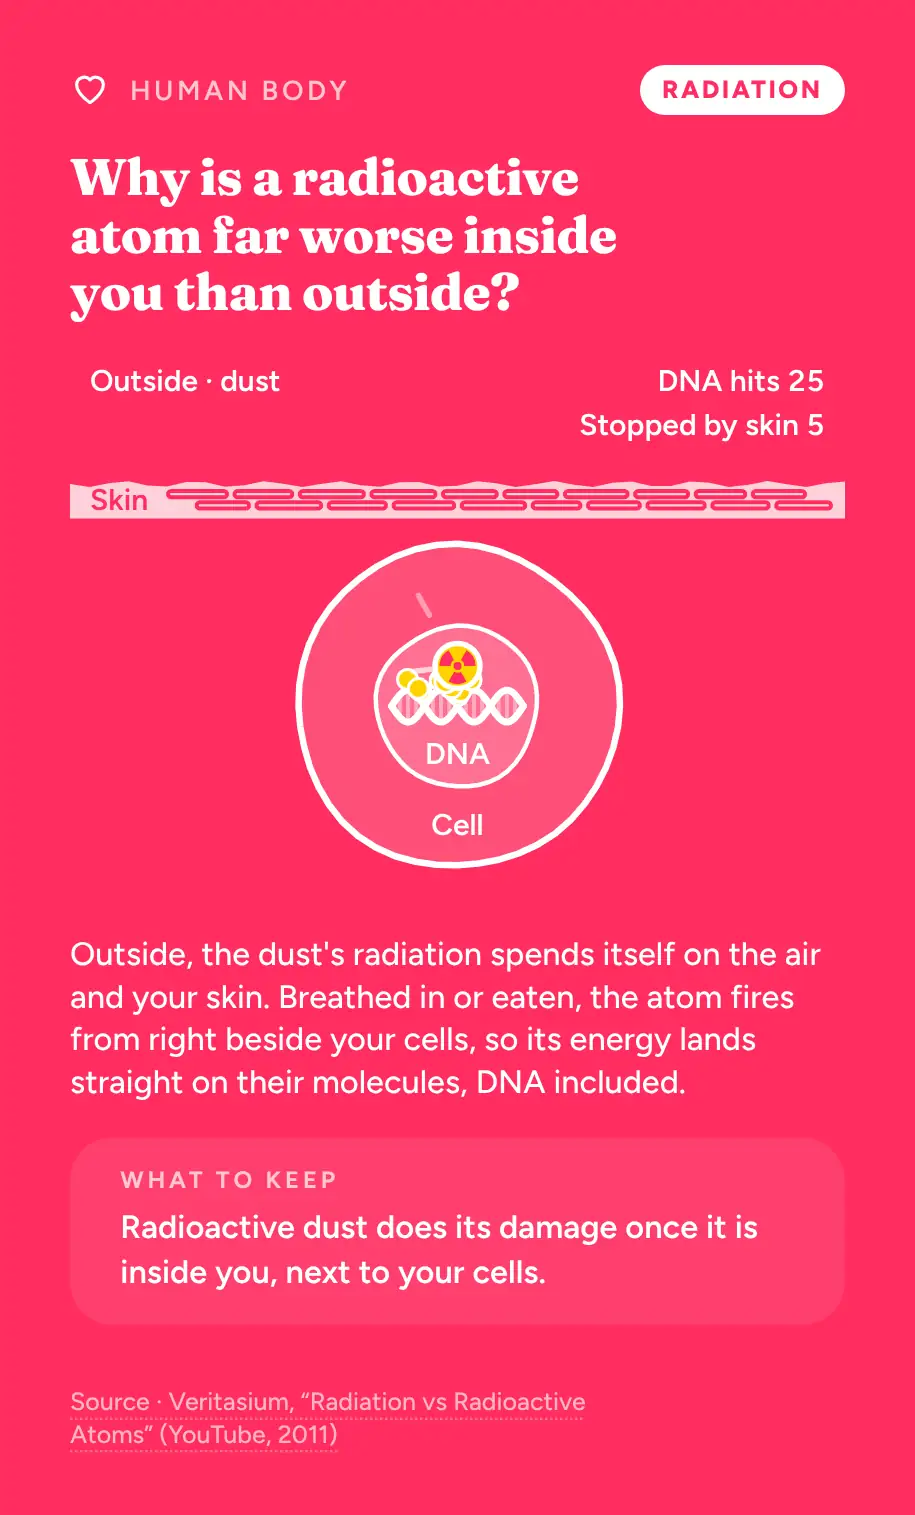 HUMAN BODY
RADIATION
Why is a radioactive
atom far worse inside
you than outside?
Outside · dust
DNA hits 25
Stopped by skin 5
Skin
DNA
Cell
Outside, the dust's radiation spends itself on the air
and your skin. Breathed in or eaten, the atom fires
from right beside your cells, so its energy lands
straight on their molecules, DNA included.
WHAT TO KEEP
Radioactive dust does its damage once it is
inside you, next to your cells.
Source · Veritasium, “Radiation vs Radioactive
Atoms” (YouTube, 2011)